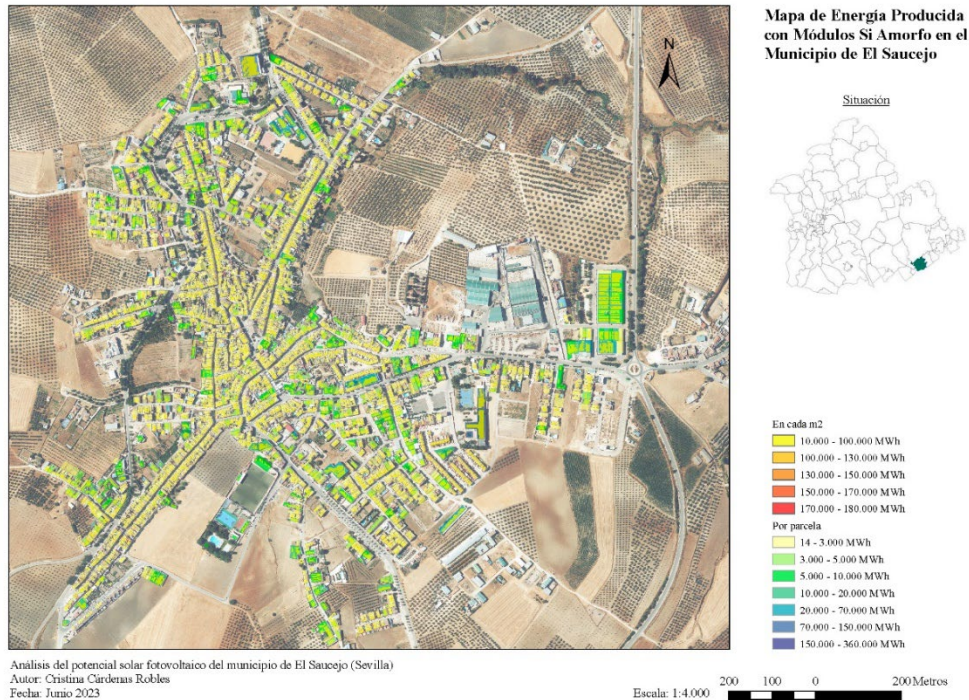 Mapa de Energía Producida
con Módulos Si Amorfo en el
Municipio de El Saucejo
N
Situación
En cada m2
10.000 - 100.000 MWh
100.000 - 130.000 MWh
130.000 - 150.000 MWh
150.000 - 170.000 MWh
170.000 - 180.000 MWh
Por parcela
14 - 3.000 MWh
3.000 - 5.000 MWh
5.000 - 10.000 MWh
10.000 - 20.000 MWh
20.000 - 70.000 MWh
70.000 - 150.000 MWh
150.000 - 360.000 MWh
Análisis del potencial solar fotovoltaico del municipio de El Saucejo (Sevilla)
Autor: Cristina Cárdenas Robles
Fecha: Junio 2023
Escala: 1:4.000
200 100 0 200 Metros